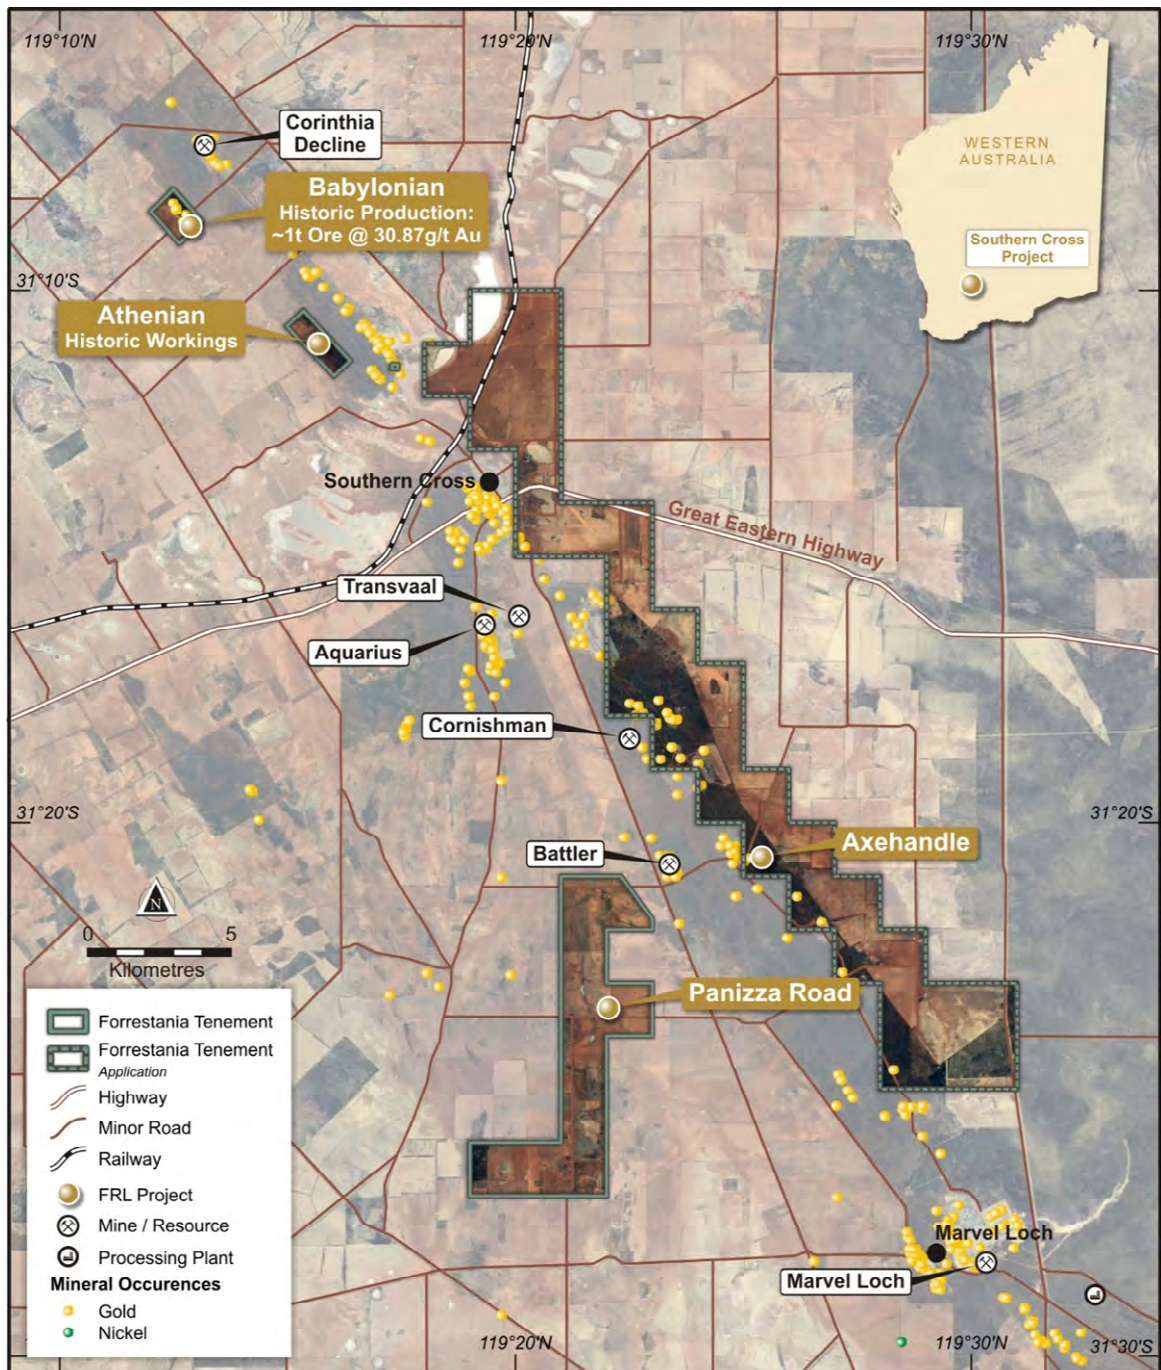 119°10'N
119°20'N
119°30'N
Corinthia
Decline
WESTERN
AUSTRALIA
Babylonian
Historic Production:
~1t Ore @ 30.87g/t Au
Southern Cross
Project
31°10'S
Athenian
Historic Workings
Southern Cross
Great Eastern Highway
Transvaal
Aquarius
Cornishman
31°20'S
31°20'S
Axehandle
Battler
N
0 5
Kilometres
Panizza Road
Forrestania Tenement
Forrestania Tenement
Application
Highway
Minor Road
Railway
FRL Project
Mine / Resource
Processing Plant
Mineral Occurences
Gold
Nickel
Marvel Loch
Marvel Loch
119°20'N
119°30'N
31°30'S